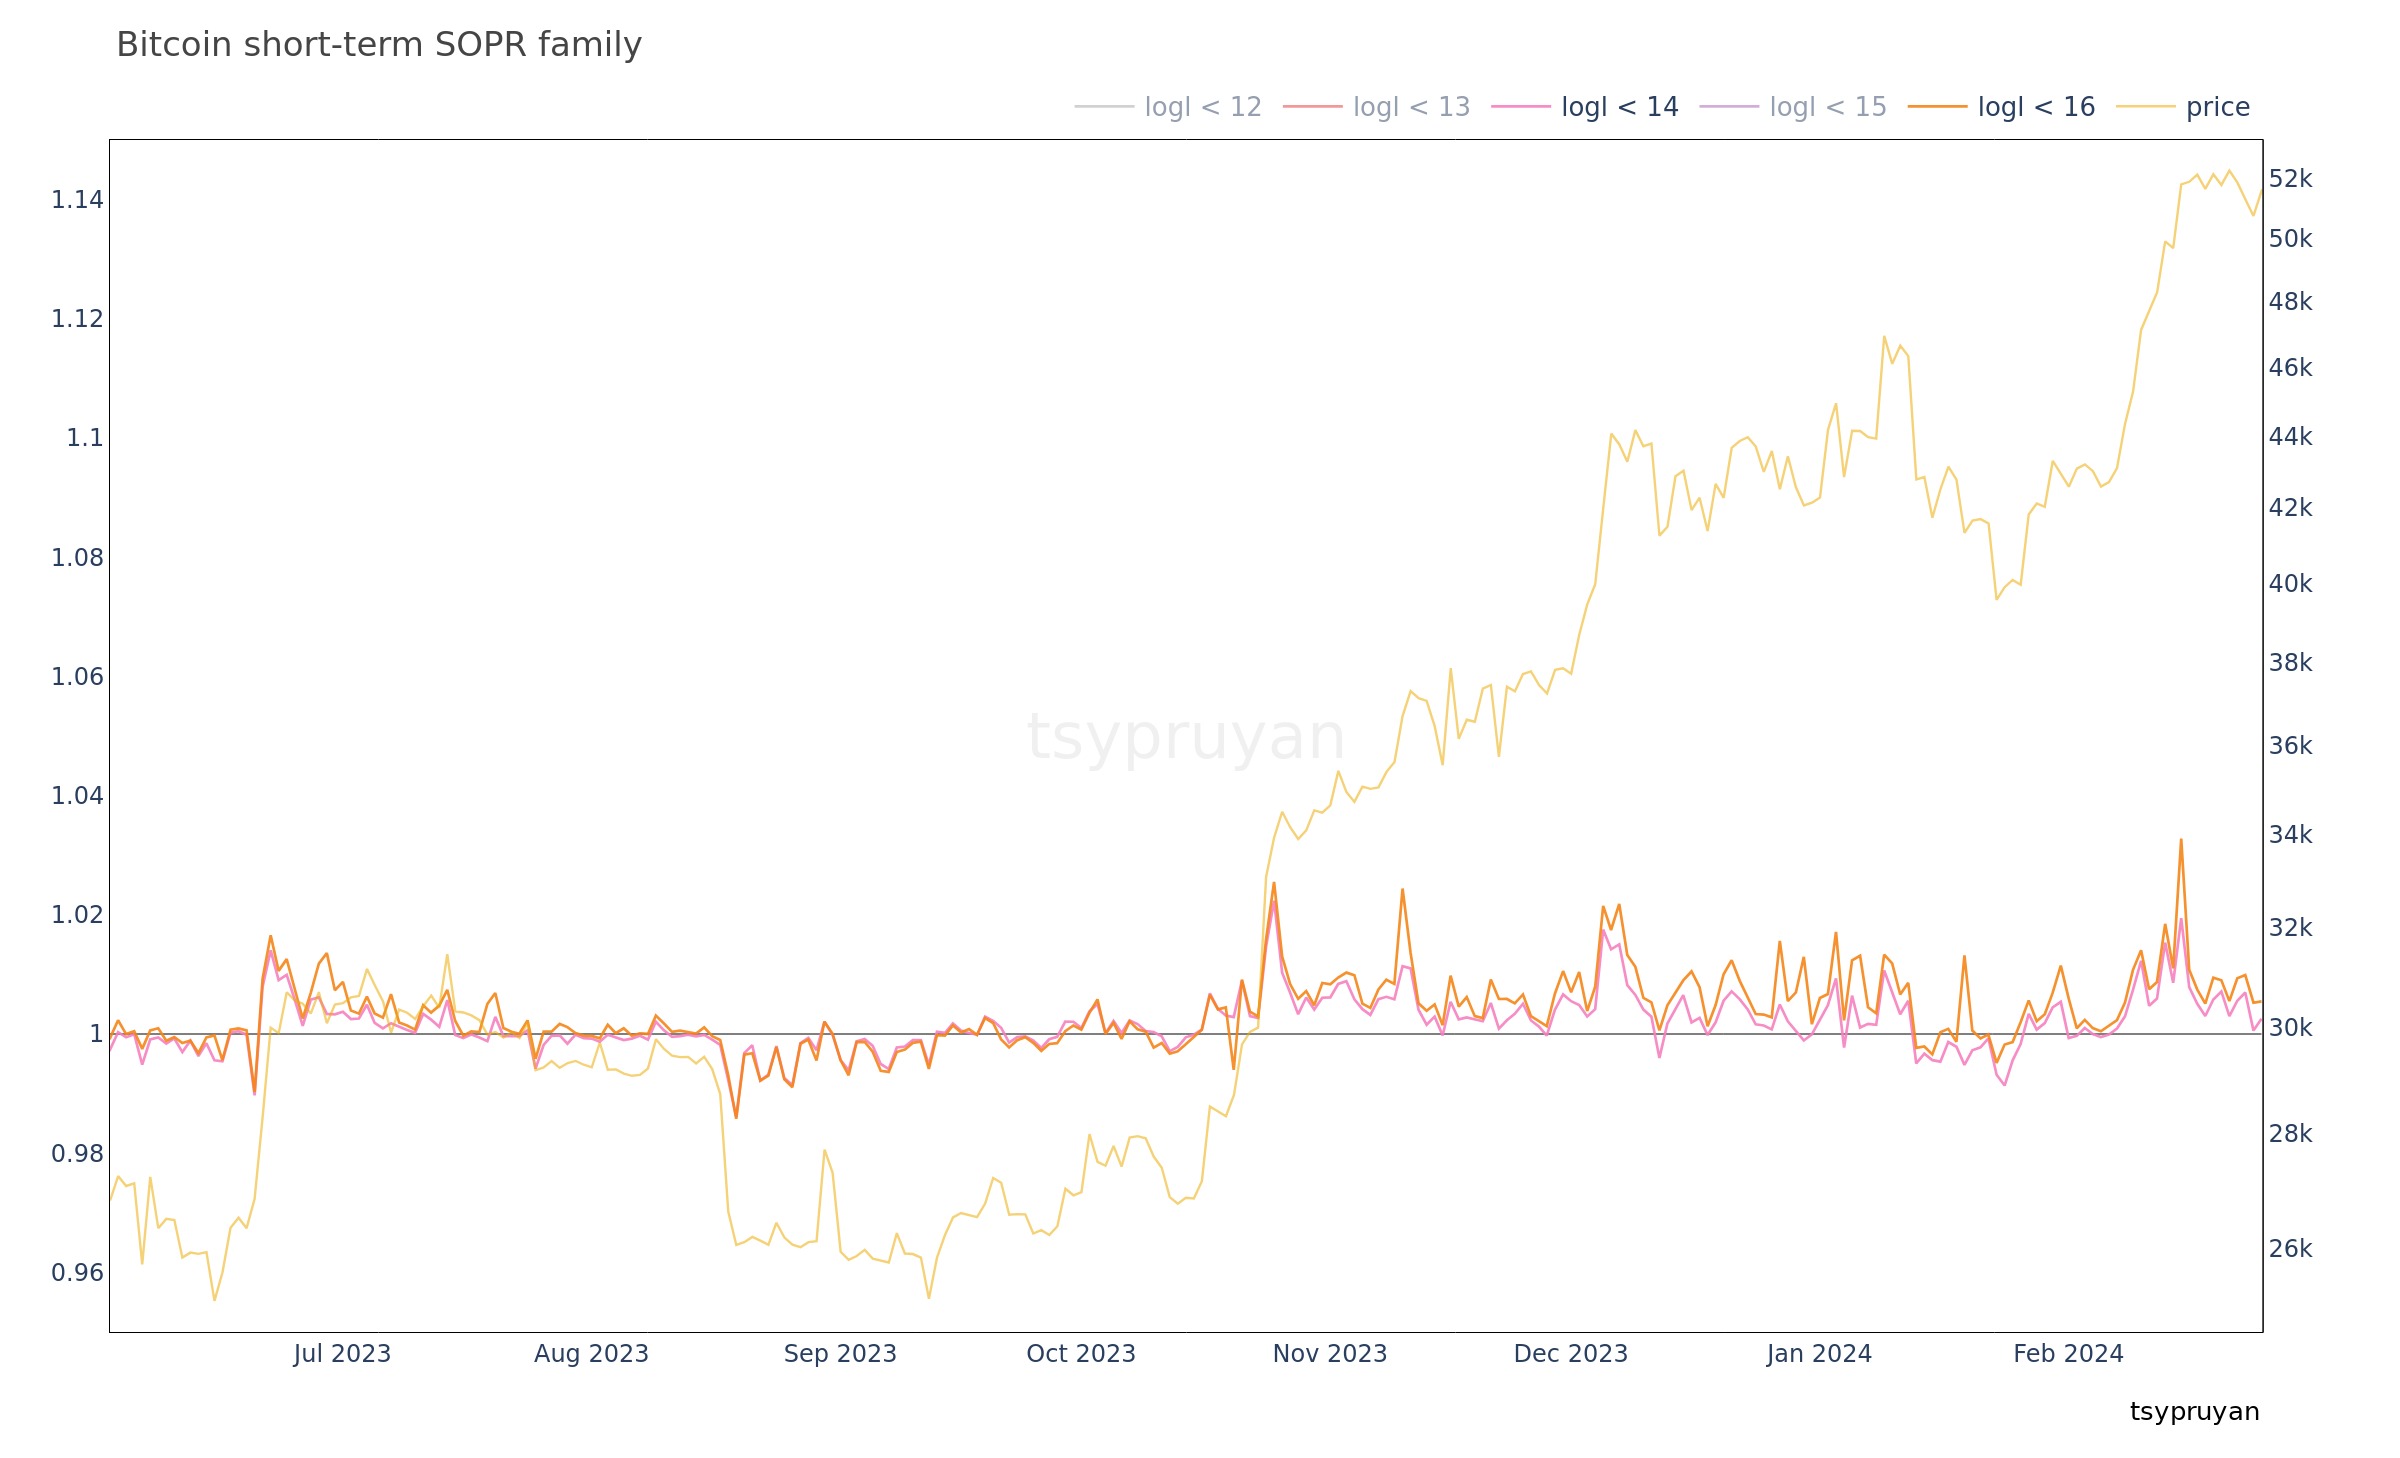 Bitcoin short-term SOPR family
logl < 12 logl < 13 logl < 14 logl < 15 logl < 16 price
1.14
1.12
1.1
1.08
1.06
1.04
1.02
1
0.98
0.96
52k
50k
48k
46k
44k
42k
40k
38k
36k
34k
32k
30k
28k
26k
tsypruyan
Jul 2023 Aug 2023 Sep 2023 Oct 2023 Nov 2023 Dec 2023 Jan 2024 Feb 2024
tsypruyan